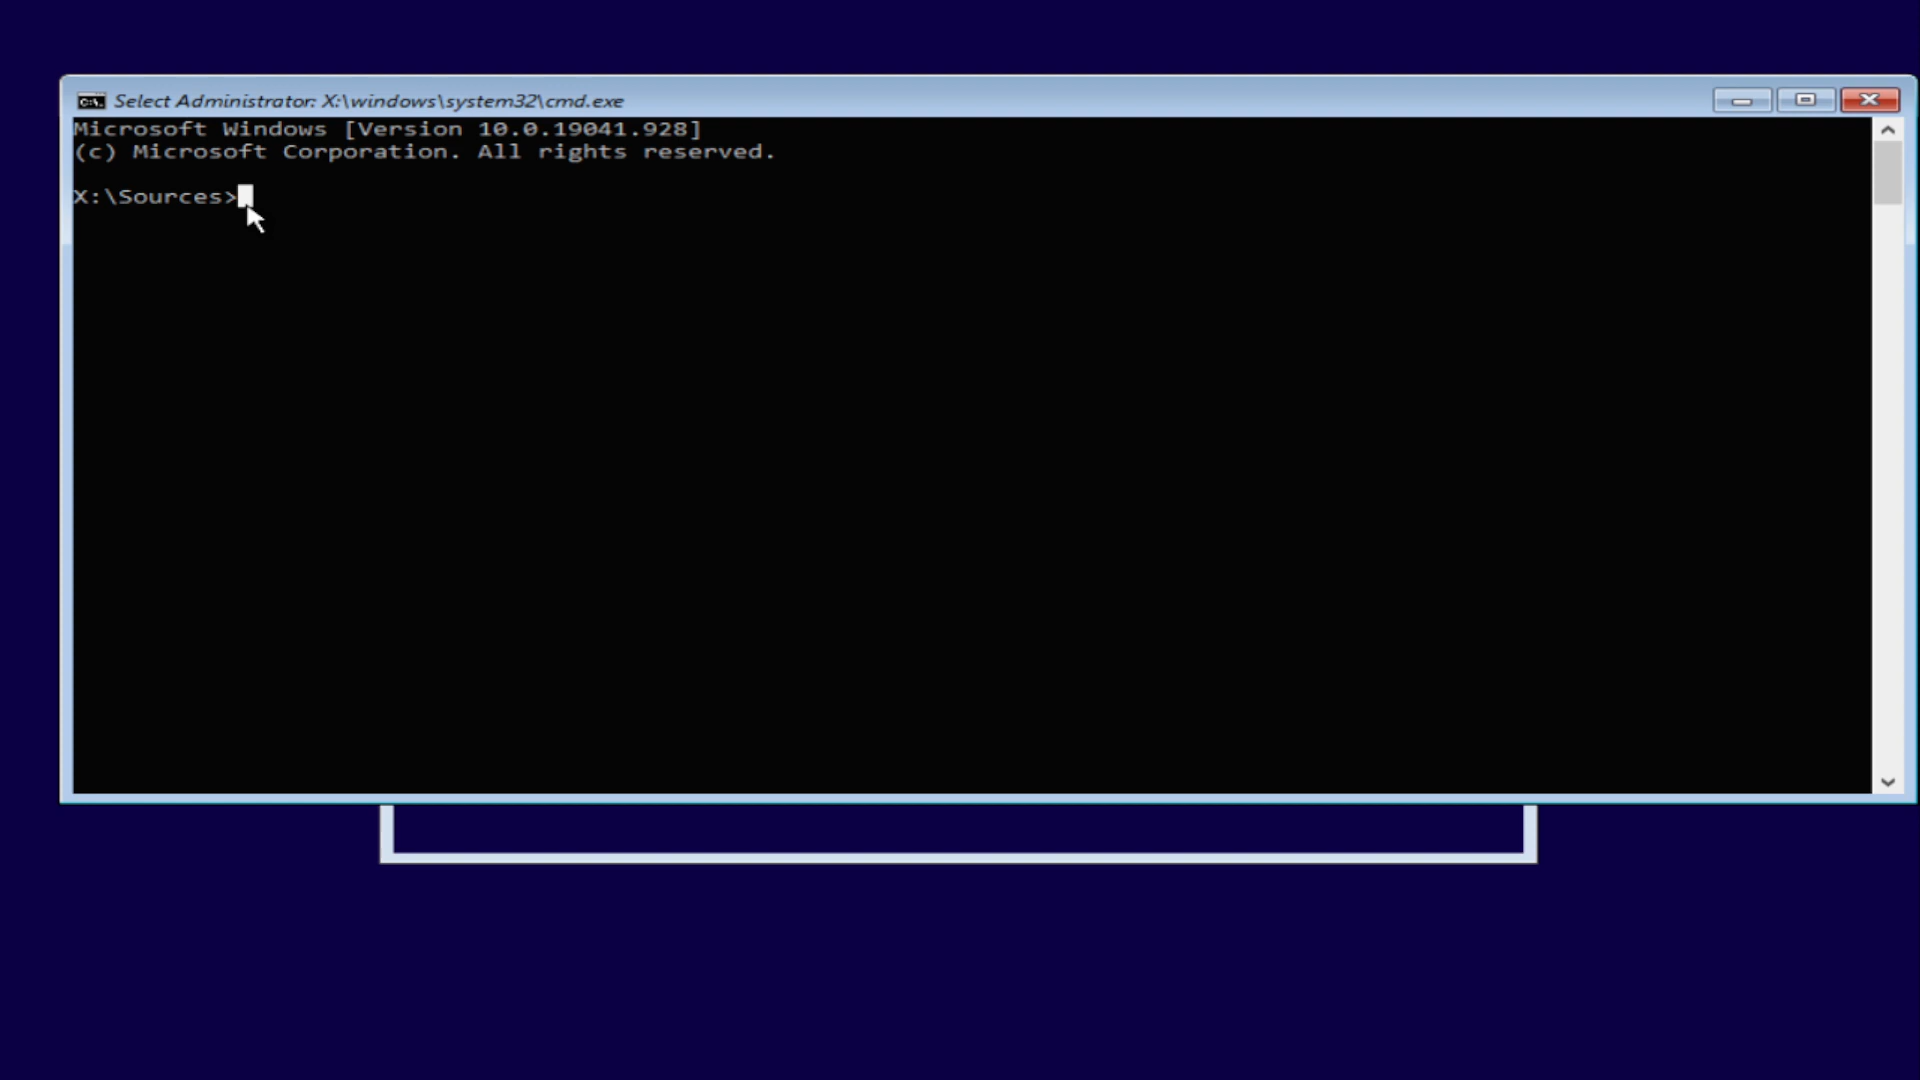 Select Administrator: X:\windows\system32\cmd.exe
Microsoft Windows [Version 10.0.19041.928]
(c) Microsoft Corporation. All rights reserved.
X:\Sources>